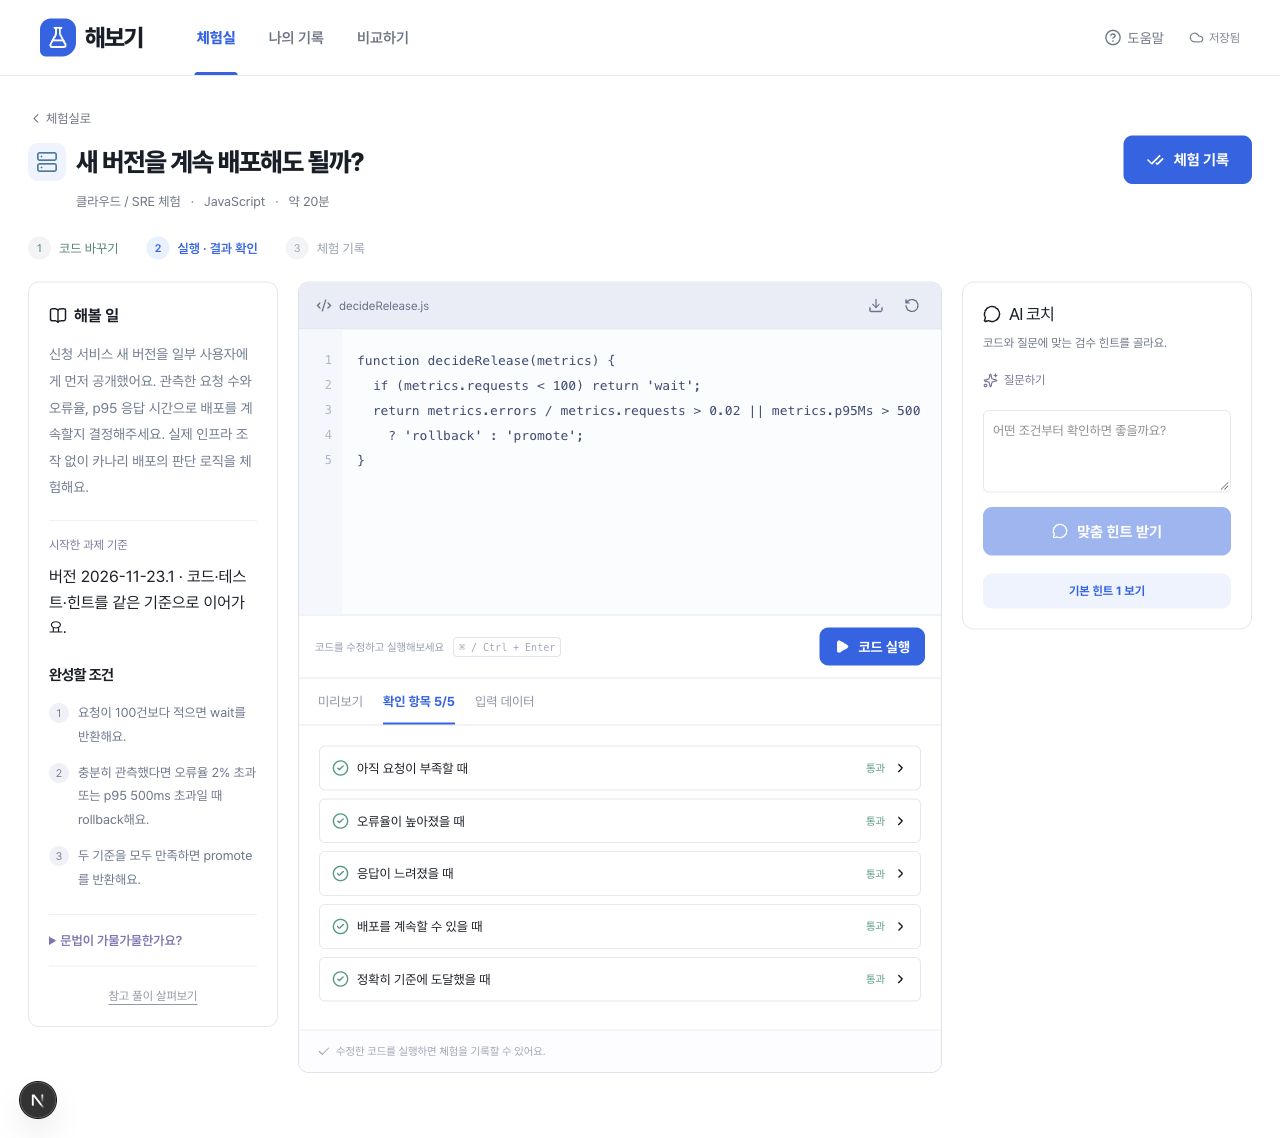 해보기
체험실
나의 기록
비교하기
도움말
저장됨
체험실로
새 버전을 계속 배포해도 될까?
체험 기록
클라우드 / SRE 체험 · JavaScript · 약 20분
1 코드 바꾸기
2 실행 · 결과 확인
3 체험 기록
해볼 일
신청 서비스 새 버전을 일부 사용자에
게 먼저 공개했어요. 관측한 요청 수와
오류율, p95 응답 시간으로 배포를 계
속할지 결정해주세요. 실제 인프라 조
작 없이 카나리 배포의 판단 로직을 체
험해요.
시작한 과제 기준
버전 2026-11-23.1 · 코드·테스
트·힌트를 같은 기준으로 이어가
요.
완성할 조건
1 요청이 100건보다 적으면 wait를
반환해요.
2 충분히 관측했다면 오류율 2% 초과
또는 p95 500ms 초과일 때
rollback해요.
3 두 기준을 모두 만족하면 promote
를 반환해요.
문법이 가물가물한가요?
참고 풀이 살펴보기
decideRelease.js
1 function decideRelease(metrics) {
2 if (metrics.requests < 100) return 'wait';
3 return metrics.errors / metrics.requests > 0.02 || metrics.p95Ms > 500
4 ? 'rollback' : 'promote';
5 }
코드를 수정하고 실행해보세요 ⌘ / Ctrl + Enter
코드 실행
미리보기
확인 항목 5/5
입력 데이터
아직 요청이 부족할 때 통과
오류율이 높아졌을 때 통과
응답이 느려졌을 때 통과
배포를 계속할 수 있을 때 통과
정확히 기준에 도달했을 때 통과
수정한 코드를 실행하면 체험을 기록할 수 있어요.
AI 코치
코드와 질문에 맞는 검수 힌트를 골라요.
질문하기
어떤 조건부터 확인하면 좋을까요?
맞춤 힌트 받기
기본 힌트 1 보기
N